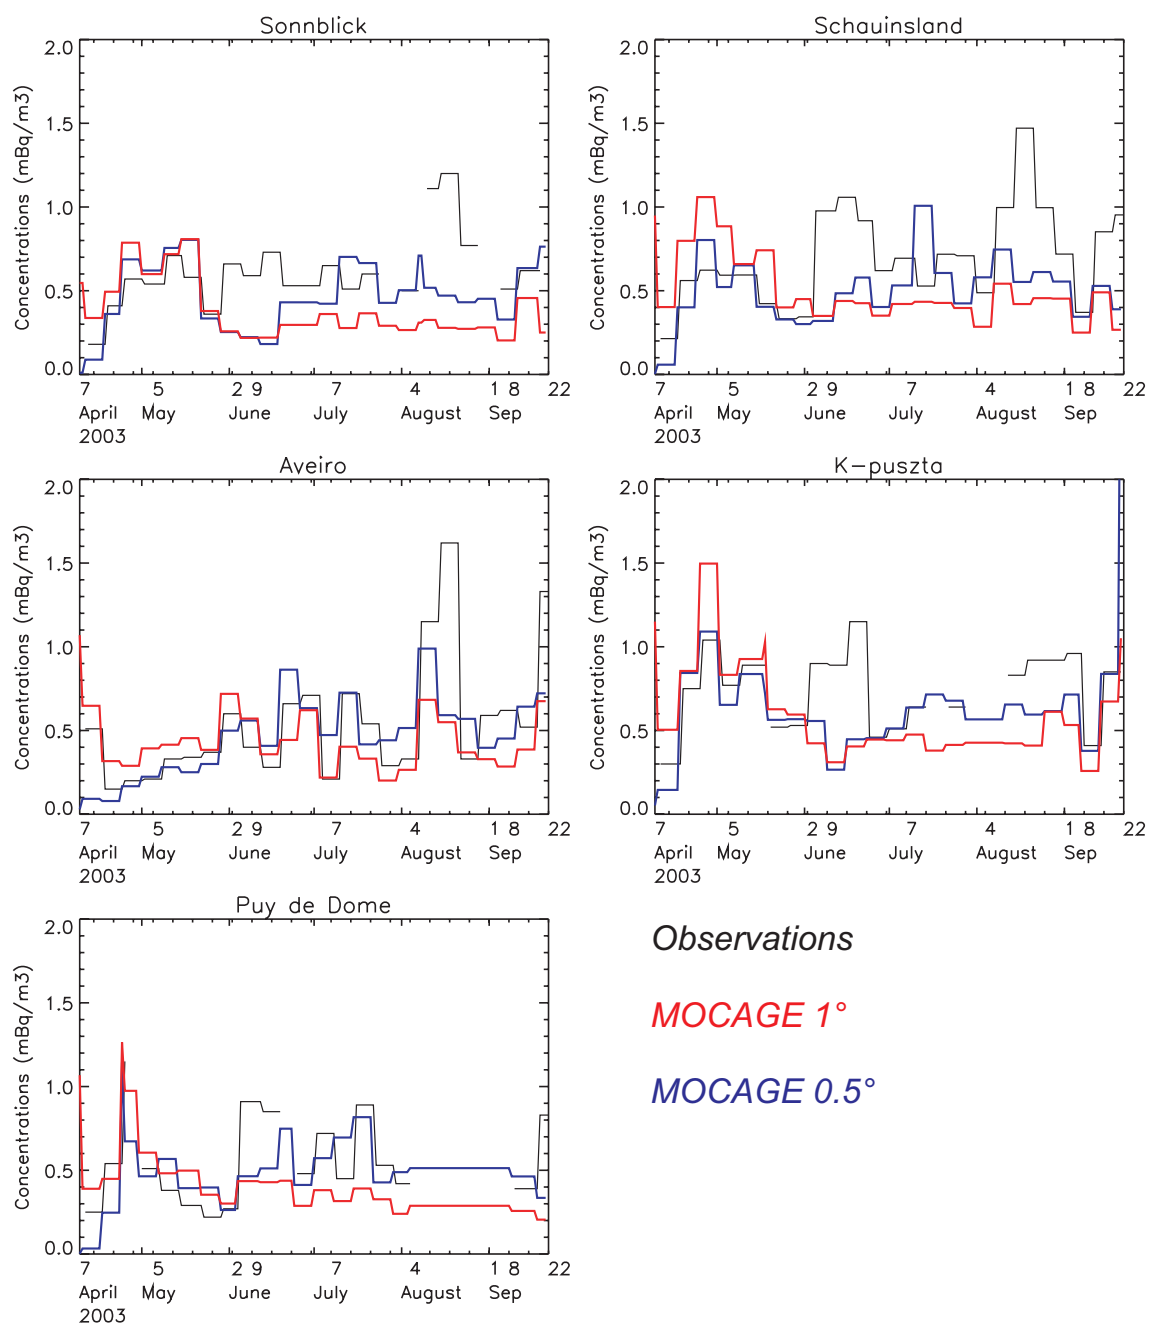 Sonnblick
Concentrations (mBq/m3)
2.0
1.5
1.0
0.5
0.0
7 5 2 9 7 4 1 8 22
April May June July August Sep
2003
Schauinsland
Concentrations (mBq/m3)
2.0
1.5
1.0
0.5
0.0
7 5 2 9 7 4 1 8 22
April May June July August Sep
2003
Aveiro
Concentrations (mBq/m3)
2.0
1.5
1.0
0.5
0.0
7 5 2 9 7 4 1 8 22
April May June July August Sep
2003
K-puszta
Concentrations (mBq/m3)
2.0
1.5
1.0
0.5
0.0
7 5 2 9 7 4 1 8 22
April May June July August Sep
2003
Puy de Dome
Concentrations (mBq/m3)
2.0
1.5
1.0
0.5
0.0
7 5 2 9 7 4 1 8 22
April May June July August Sep
2003
Observations
MOCAGE 1°
MOCAGE 0.5°